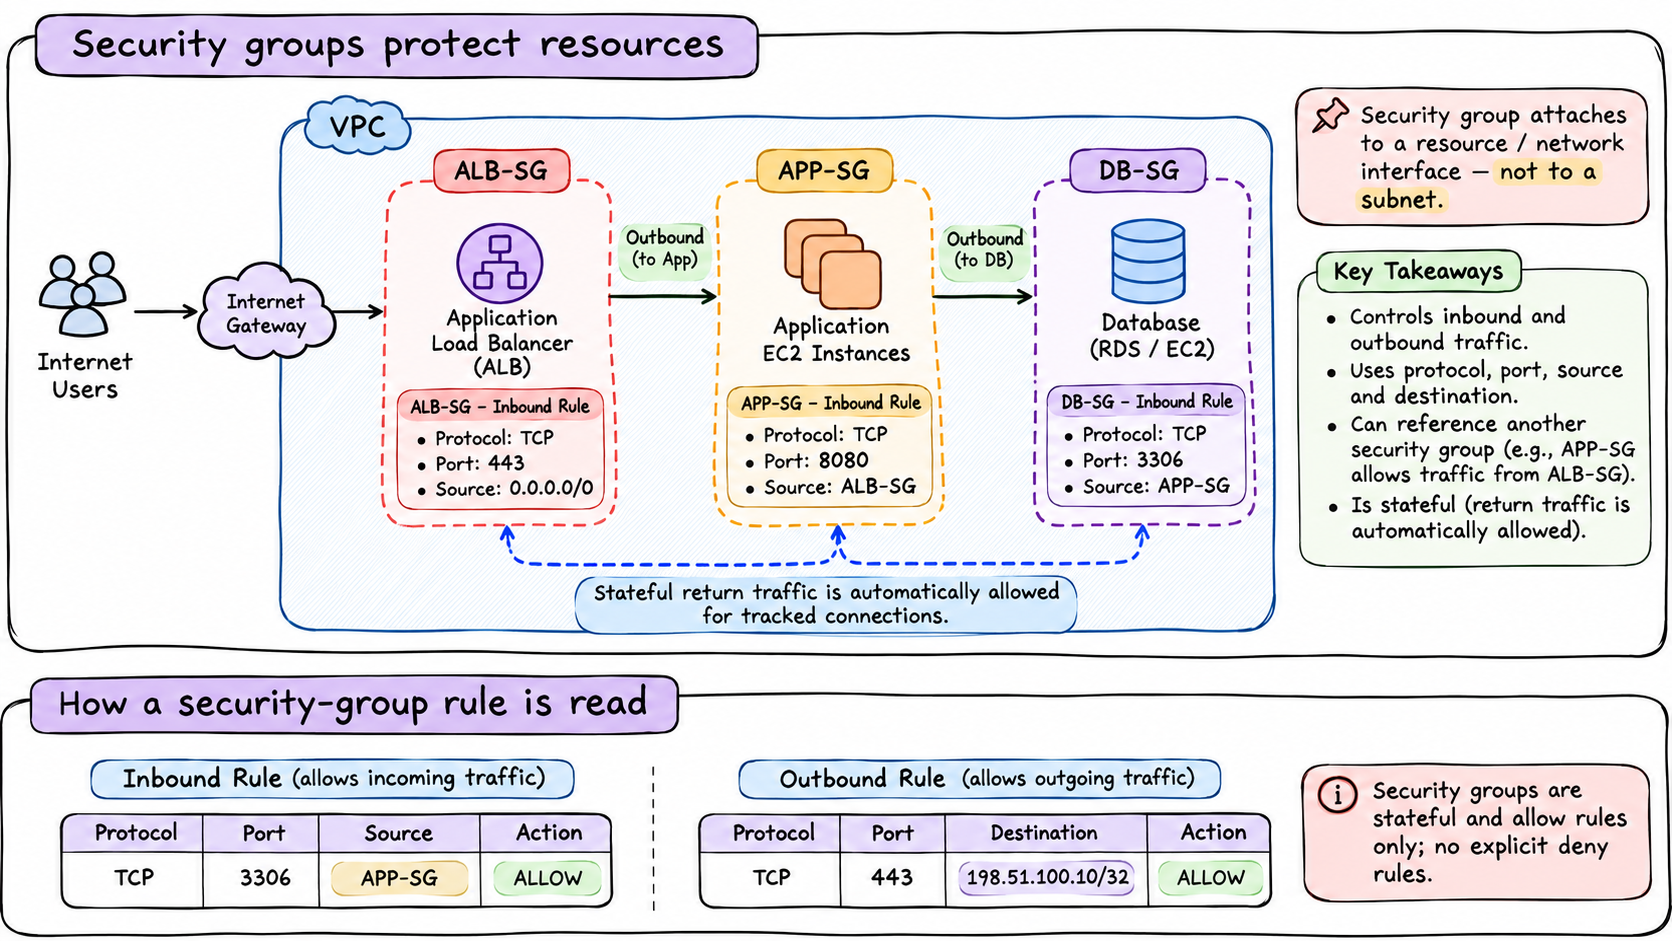 Security groups protect resources
VPC
Security group attaches
to a resource / network
interface – not to a
subnet.
Internet
Users
Internet
Gateway
ALB-SG
Application
Load Balancer
(ALB)
ALB-SG – Inbound Rule
• Protocol: TCP
• Port: 443
• Source: 0.0.0.0/0
Outbound
(to App)
APP-SG
Application
EC2 Instances
APP-SG – Inbound Rule
• Protocol: TCP
• Port: 8080
• Source: ALB-SG
Outbound
(to DB)
DB-SG
Database
(RDS / EC2)
DB-SG – Inbound Rule
• Protocol: TCP
• Port: 3306
• Source: APP-SG
Stateful return traffic is automatically allowed
for tracked connections.
Key Takeaways
• Controls inbound and
outbound traffic.
• Uses protocol, port, source
and destination.
• Can reference another
security group (e.g., APP-SG
allows traffic from ALB-SG).
• Is stateful (return traffic is
automatically allowed).
How a security-group rule is read
Inbound Rule (allows incoming traffic)
Protocol Port Source Action
TCP 3306 APP-SG ALLOW
Outbound Rule (allows outgoing traffic)
Protocol Port Destination Action
TCP 443 198.51.100.10/32 ALLOW
i
Security groups are
stateful and allow rules
only; no explicit deny
rules.